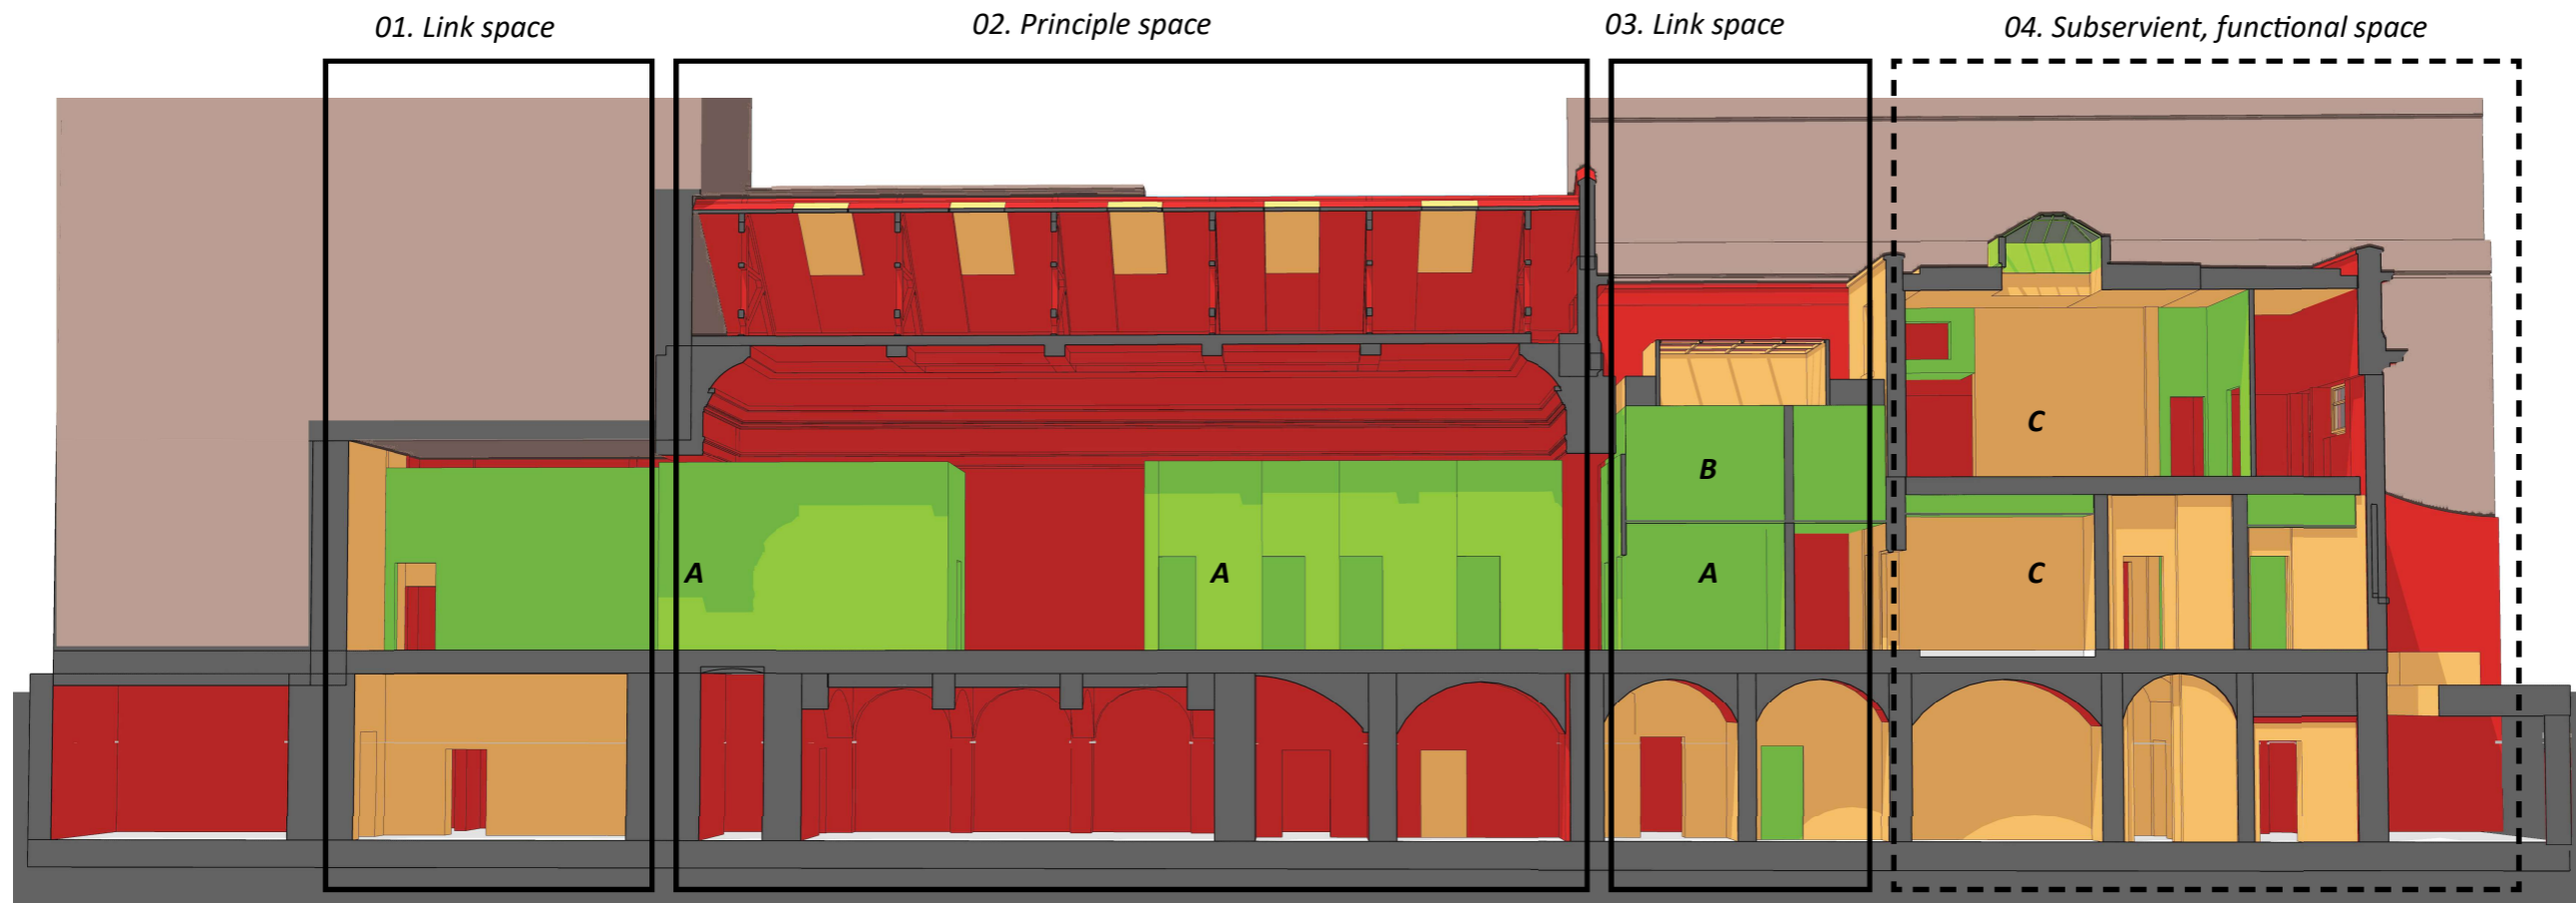 01. Link space
02. Principle space
03. Link space
04. Subservient, functional space
C
B
A
A
A
C